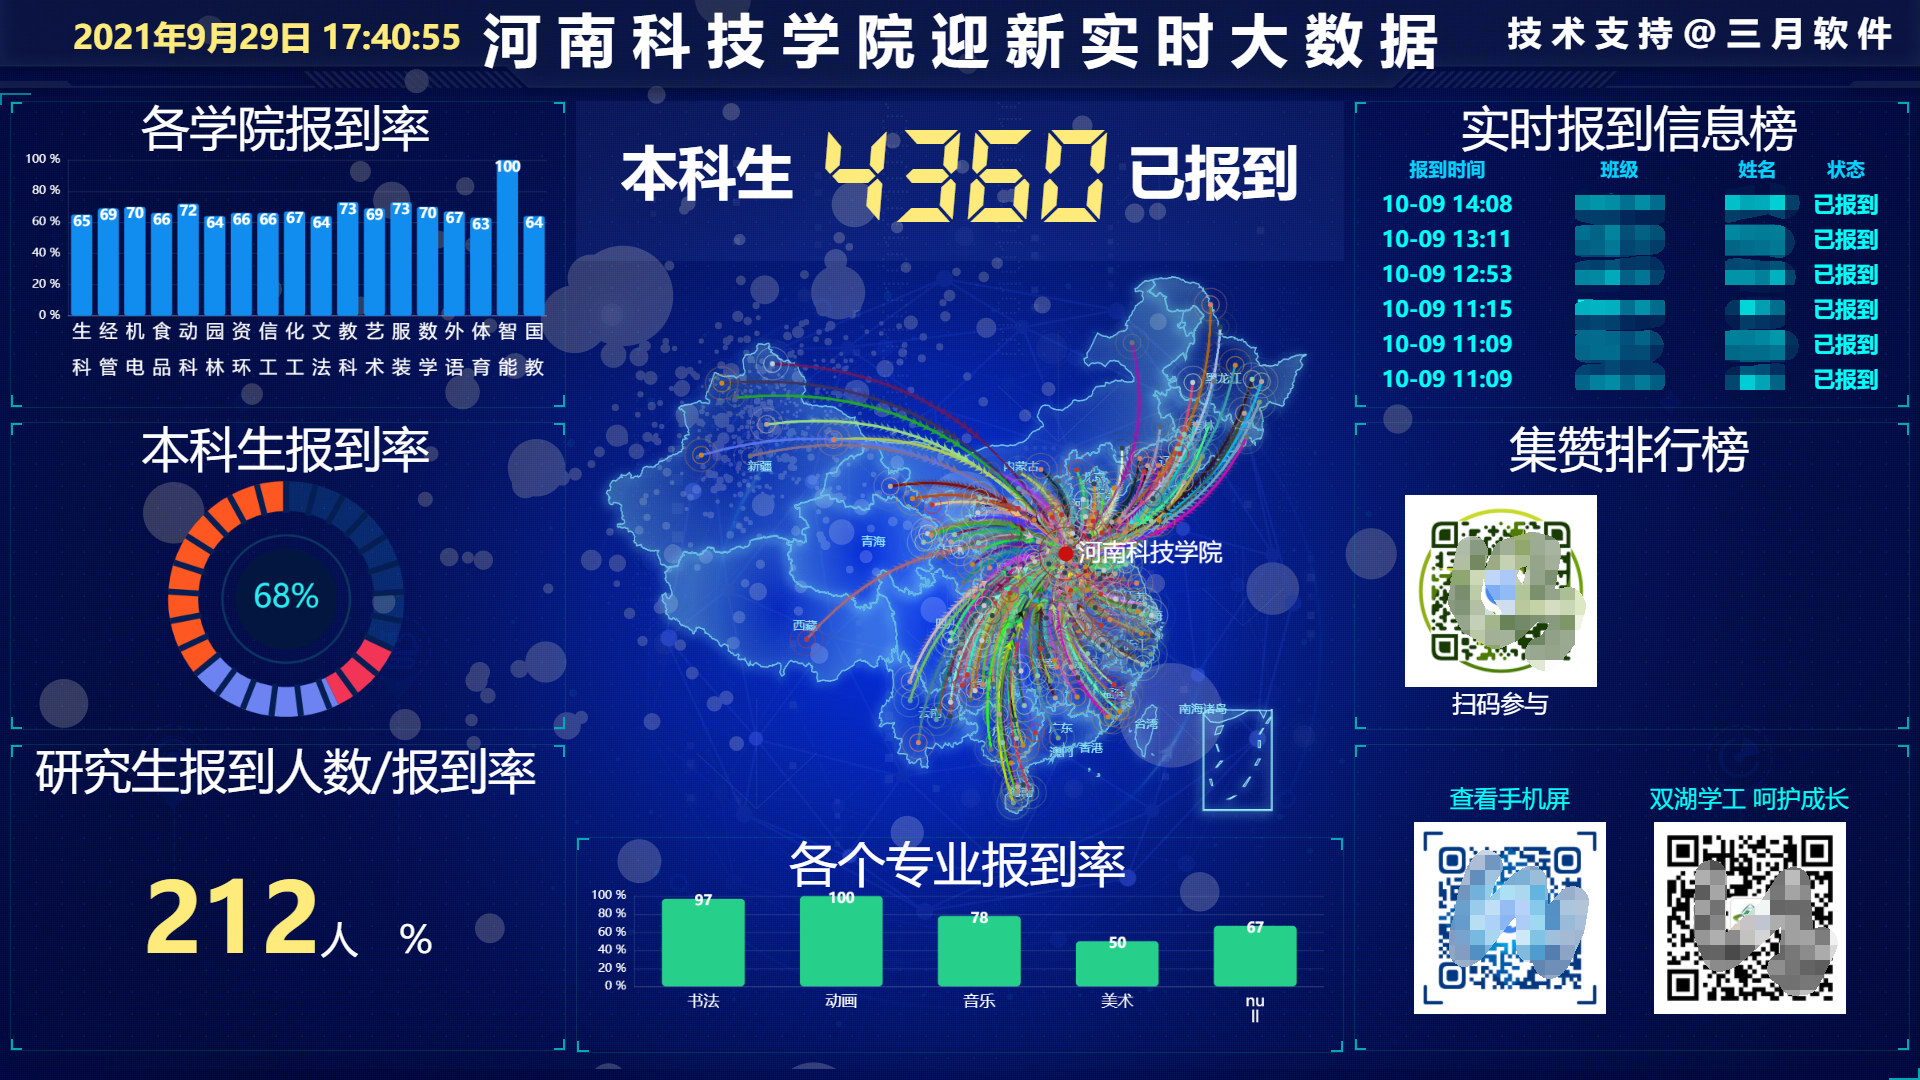 2021年9月29日 17:40:55
河南科技学院迎新实时大数据
技术支持@三月软件
各学院报到率
100 %
80 %
60 %
40 %
20 %
0 %
65 69 70 66 72 64 66 66 67 64 73 69 73 70 67 63 100 64
生科 经管 机电 食品 动科 园林 资环 信工 化工 文法 教科 艺术 服装 数学 外语 体育 智能 国教
本科生报到率
68%
研究生报到人数/报到率
212人 %
本科生 4360 已报到
黑龙江
新疆
内蒙古
青海
河南科技学院
西藏
云南
广东
台湾
南海诸岛
澳门 香港
各个专业报到率
100 %
80 %
60 %
40 %
20 %
0 %
97 100 78 50 67
书法 动画 音乐 美术 null
实时报到信息榜
报到时间 班级 姓名 状态
10-09 14:08 已报到
10-09 13:11 已报到
10-09 12:53 已报到
10-09 11:15 已报到
10-09 11:09 已报到
10-09 11:09 已报到
集赞排行榜
扫码参与
查看手机屏
双湖学工 呵护成长